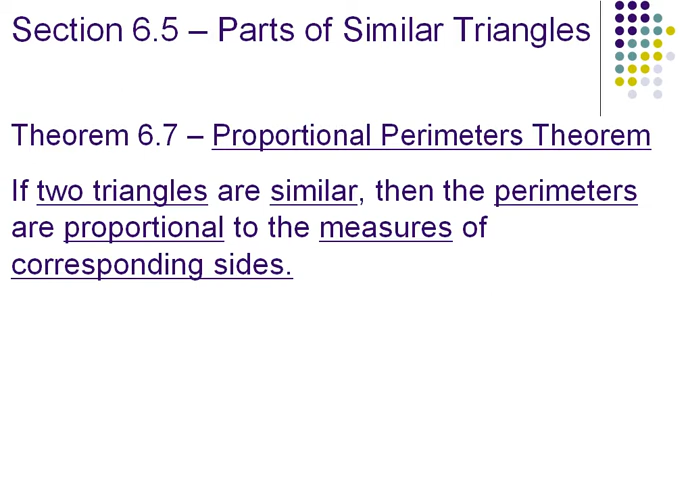 Section 6.5 – Parts of Similar Triangles
Theorem 6.7 – Proportional Perimeters Theorem
If two triangles are similar, then the perimeters
are proportional to the measures of
corresponding sides.